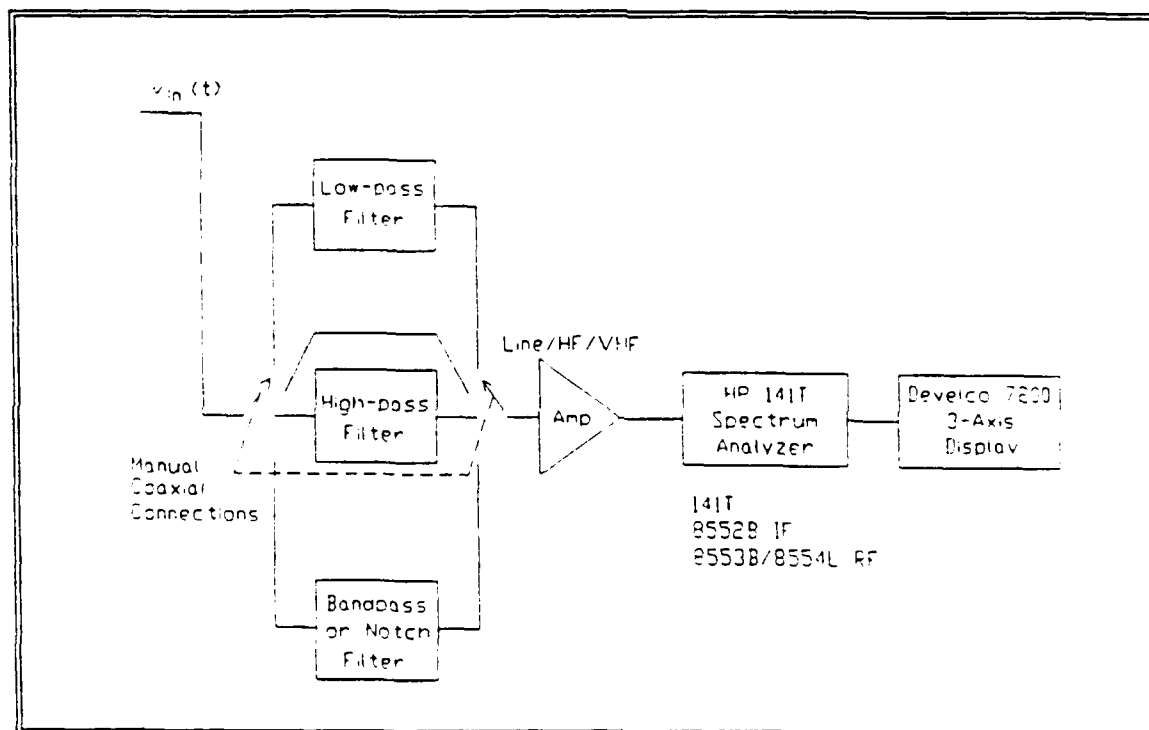 v_in (t)
Low-pass
Filter
Line/HF/VHF
High-pass
Filter
Amp
HP 141T
Spectrum
Analyzer
Develco 7200
3-Axis
Display
Manual
Coaxial
Connections
141T
8552B IF
8553B/8554L RF
Bandpass
or Notch
Filter